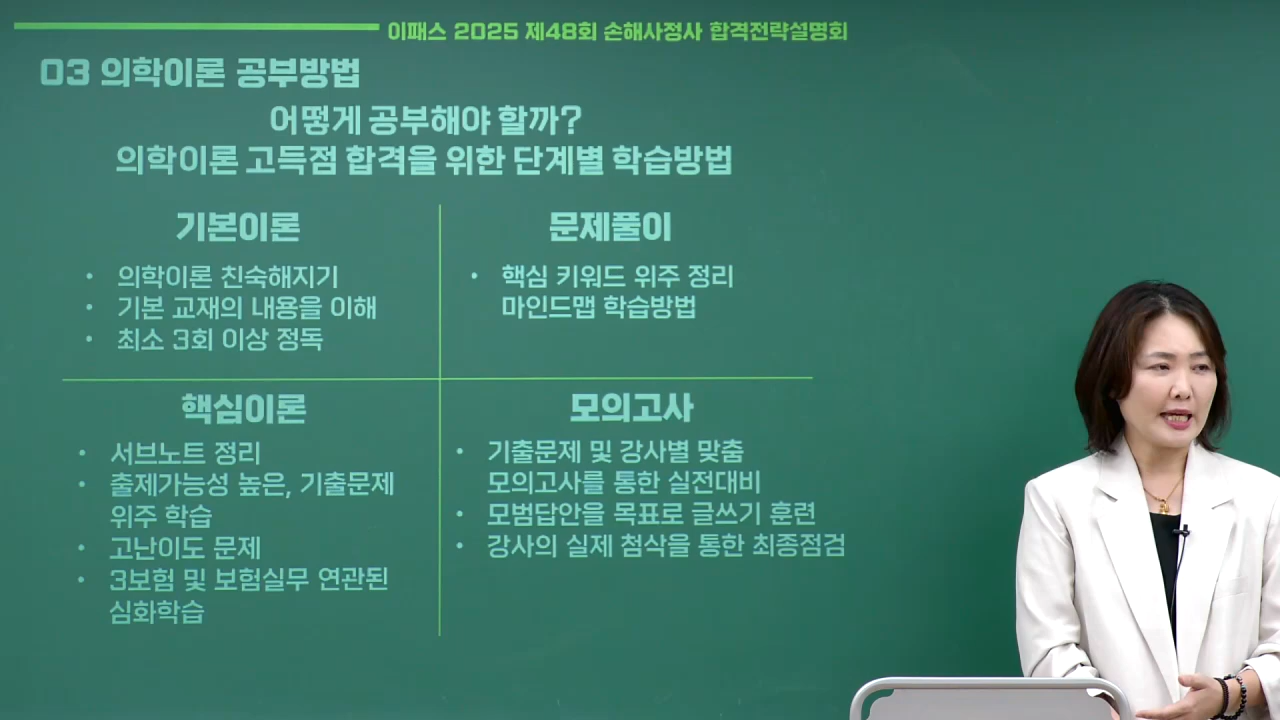 이패스 2025 제48회 손해사정사 합격전략설명회
03 의학이론 공부방법
어떻게 공부해야 할까?
의학이론 고득점 합격을 위한 단계별 학습방법
기본이론
• 의학이론 친숙해지기
• 기본 교재의 내용을 이해
• 최소 3회 이상 정독
문제풀이
• 핵심 키워드 위주 정리
마인드맵 학습방법
핵심이론
• 서브노트 정리
• 출제가능성 높은, 기출문제
위주 학습
• 고난이도 문제
• 3보험 및 보험실무 연관된
심화학습
모의고사
• 기출문제 및 강사별 맞춤
모의고사를 통한 실전대비
• 모범답안을 목표로 글쓰기 훈련
• 강사의 실제 첨삭을 통한 최종점검